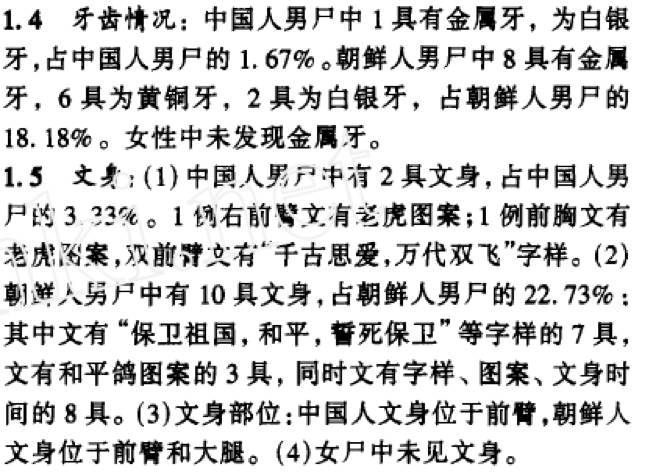 1.4 牙齿情况：中国人男尸中1具有金属牙，为白银
牙,占中国人男尸的1.67%。朝鲜人男尸中8具有金属
牙，6具为黄铜牙，2具为白银牙，占朝鲜人男尸的
18.18%。女性中未发现金属牙。
1.5 文身:(1)中国人男尸中有2具文身,占中国人男
尸的3.33%。1例右前臂文有老虎图案;1例前胸文有
老虎图案,双前臂文有“千古思爱,万代双飞”字样。(2)
朝鲜人男尸中有10具文身,占朝鲜人男尸的22.73%：
其中文有“保卫祖国，和平，誓死保卫”等字样的7具，
文有和平鸽图案的3具，同时文有字样、图案、文身时
间的8具。(3)文身部位:中国人文身位于前臂,朝鲜人
文身位于前臂和大腿。(4)女尸中未见文身。